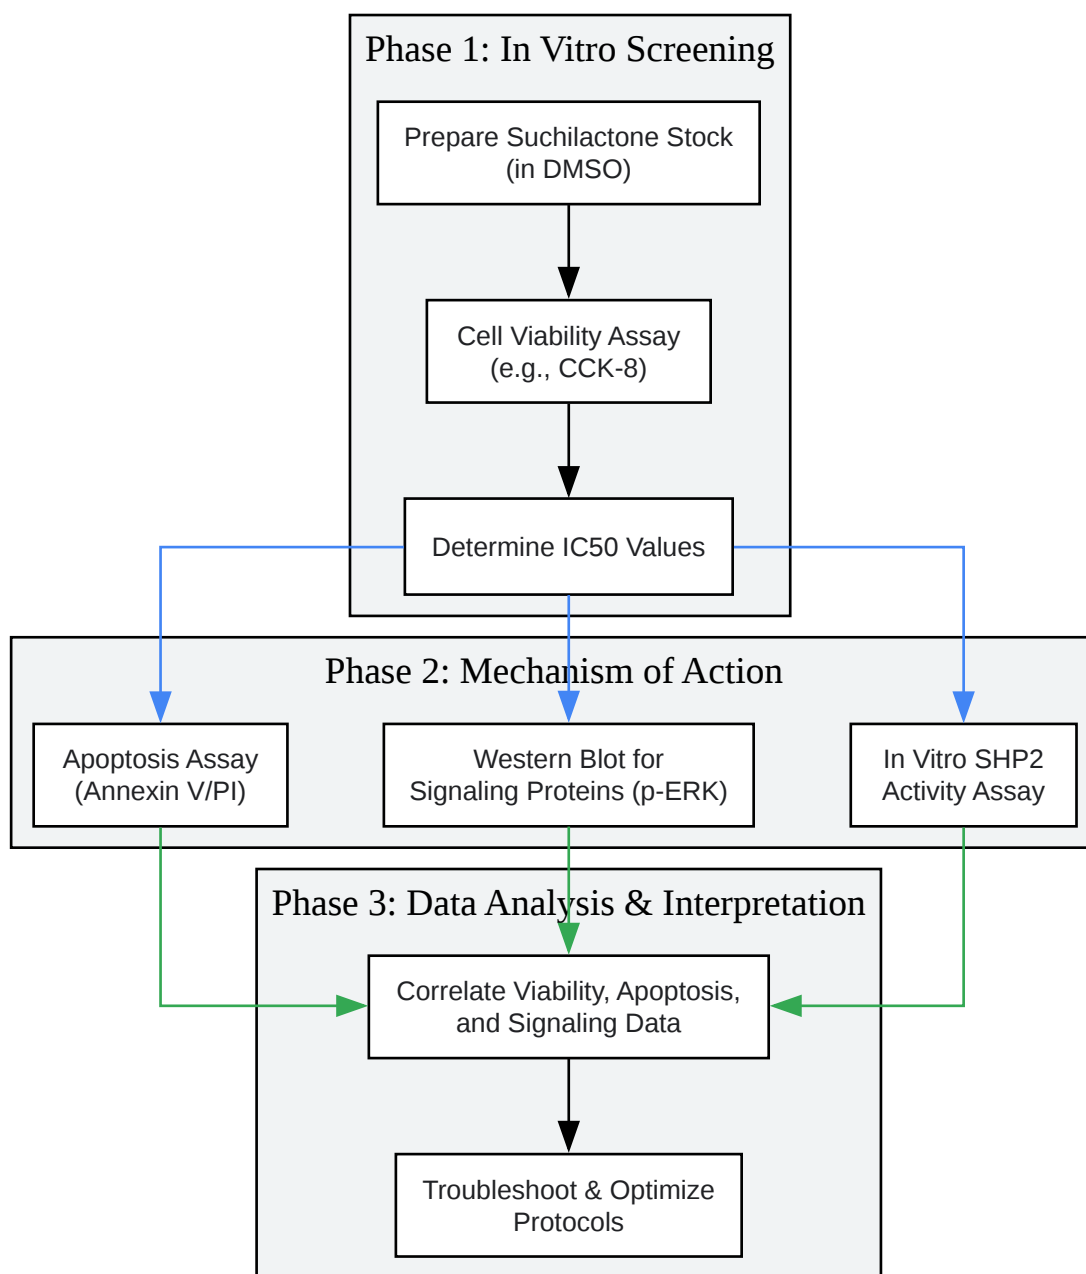 Phase 1: In Vitro Screening
Prepare Suchilactone Stock
(in DMSO)
Cell Viability Assay
(e.g., CCK-8)
Determine IC50 Values
Phase 2: Mechanism of Action
Apoptosis Assay
(Annexin V/PI)
Western Blot for
Signaling Proteins (p-ERK)
In Vitro SHP2
Activity Assay
Phase 3: Data Analysis & Interpretation
Correlate Viability, Apoptosis,
and Signaling Data
Troubleshoot & Optimize
Protocols